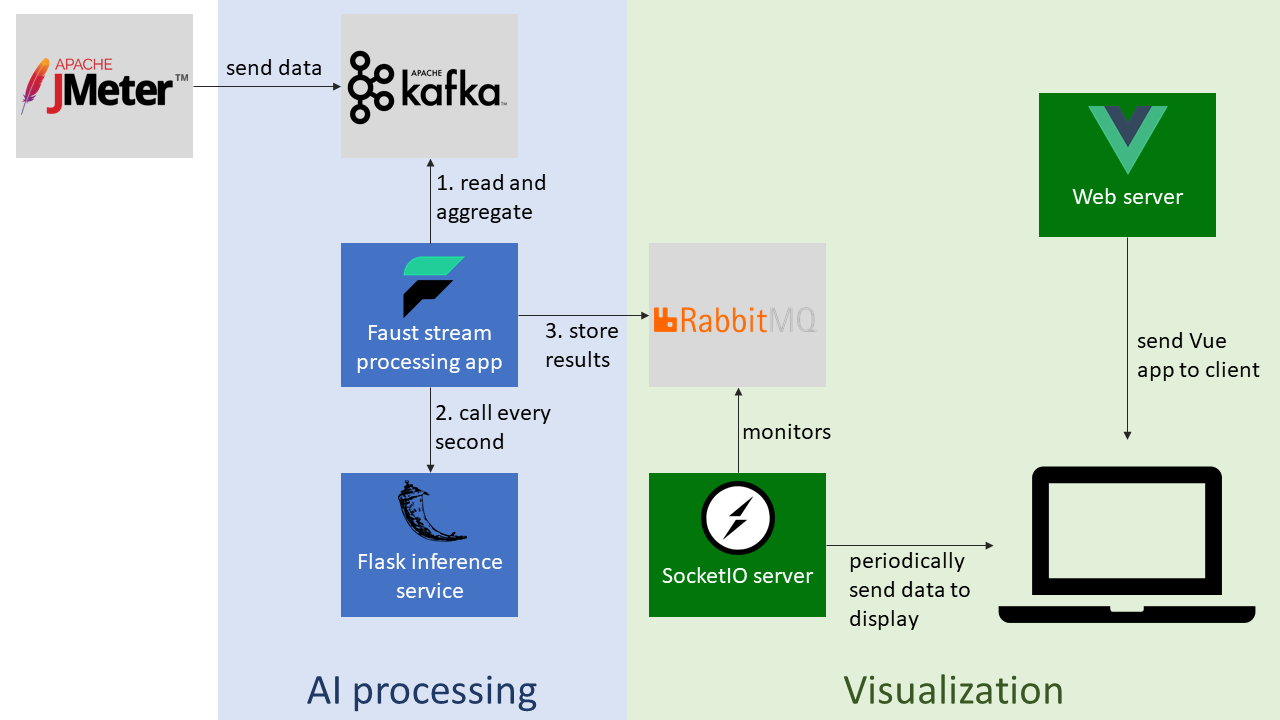 APACHE
JMeter™
send data
APACHE
kafka™
1. read and
aggregate
Faust stream
processing app
3. store
results
RabbitMQ
2. call every
second
Flask inference
service
monitors
SocketIO server
periodically
send data to
display
Web server
send Vue
app to client
AI processing
Visualization